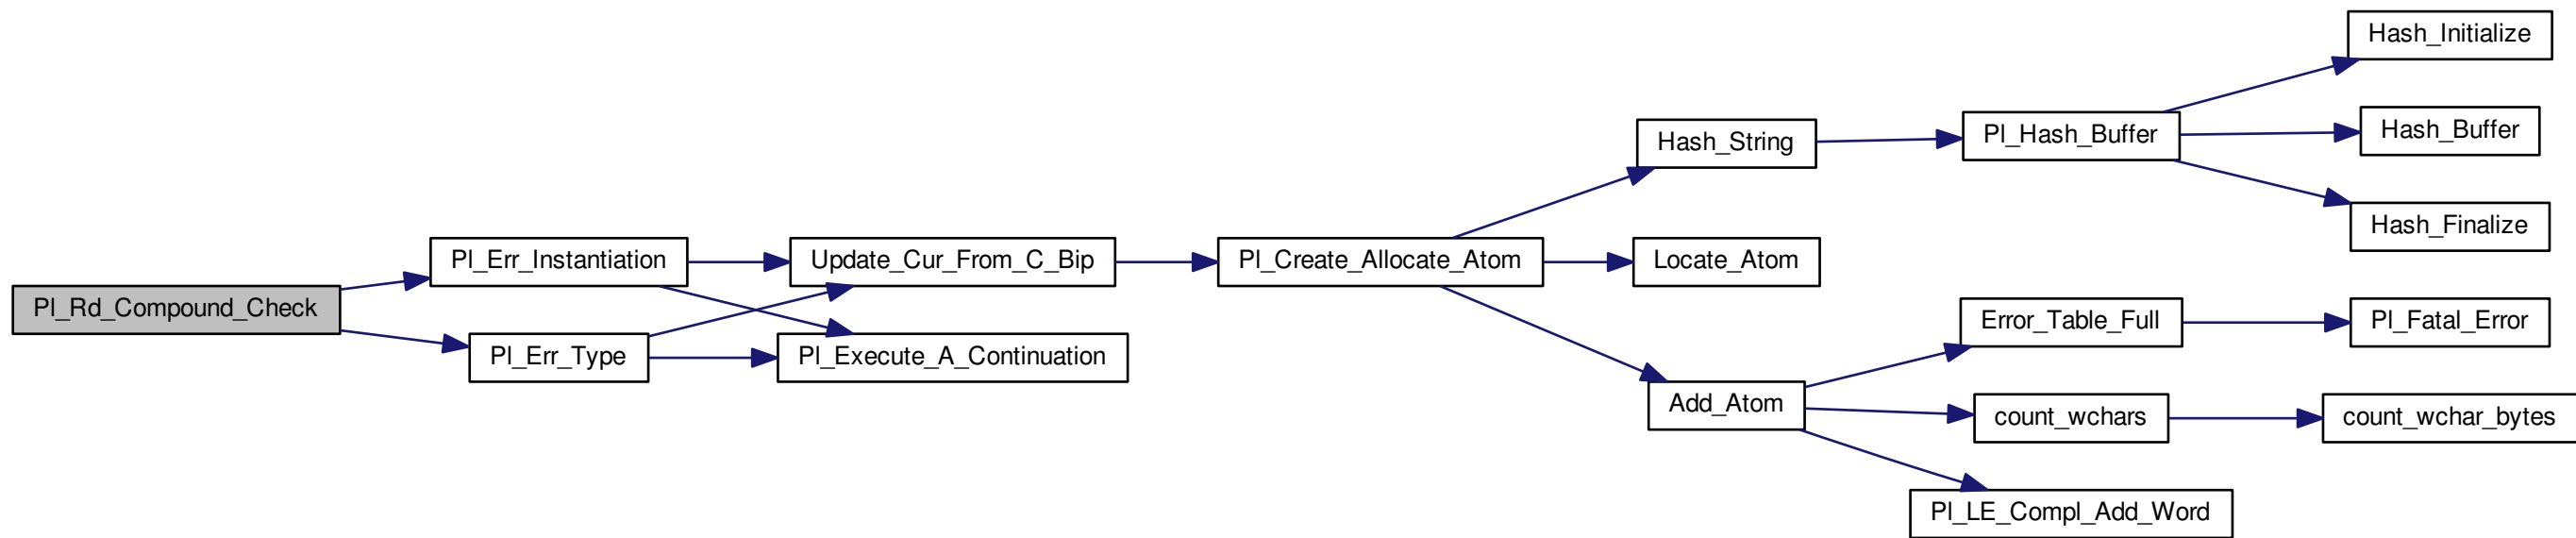 Pl_Rd_Compound_Check
Pl_Err_Instantiation
Pl_Err_Type
Update_Cur_From_C_Bip
Pl_Execute_A_Continuation
Pl_Create_Allocate_Atom
Hash_String
Locate_Atom
Add_Atom
Pl_Hash_Buffer
Error_Table_Full
count_wchars
Pl_LE_Compl_Add_Word
Hash_Initialize
Hash_Buffer
Hash_Finalize
Pl_Fatal_Error
count_wchar_bytes